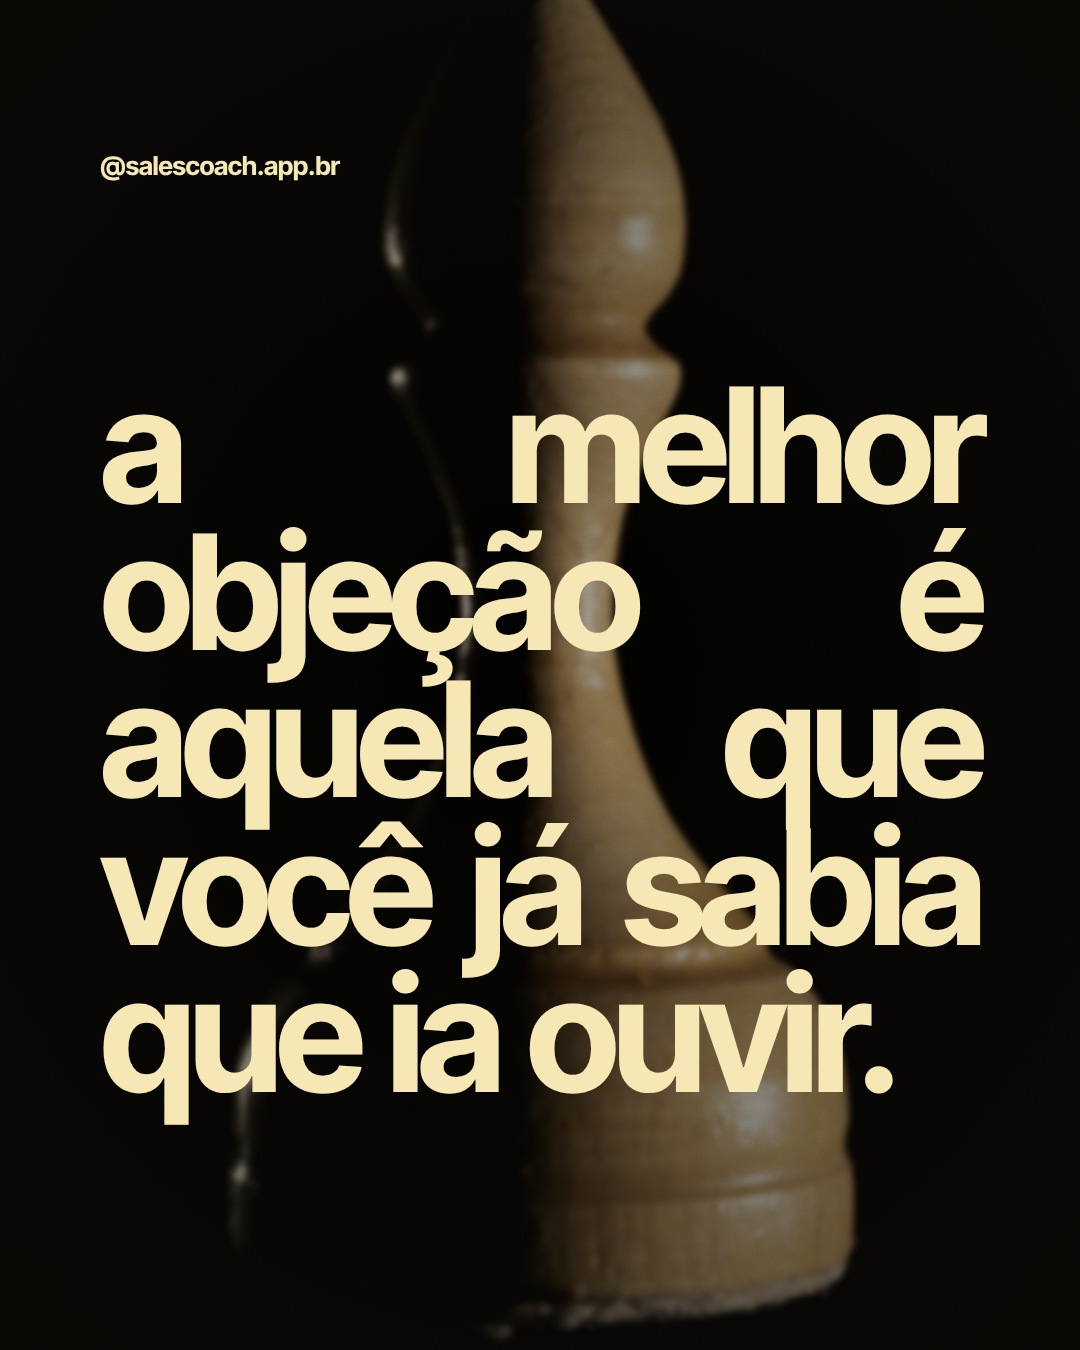 @salescoach.app.br
a melhor
objeção é
aquela que
você já sabia
que ia ouvir.